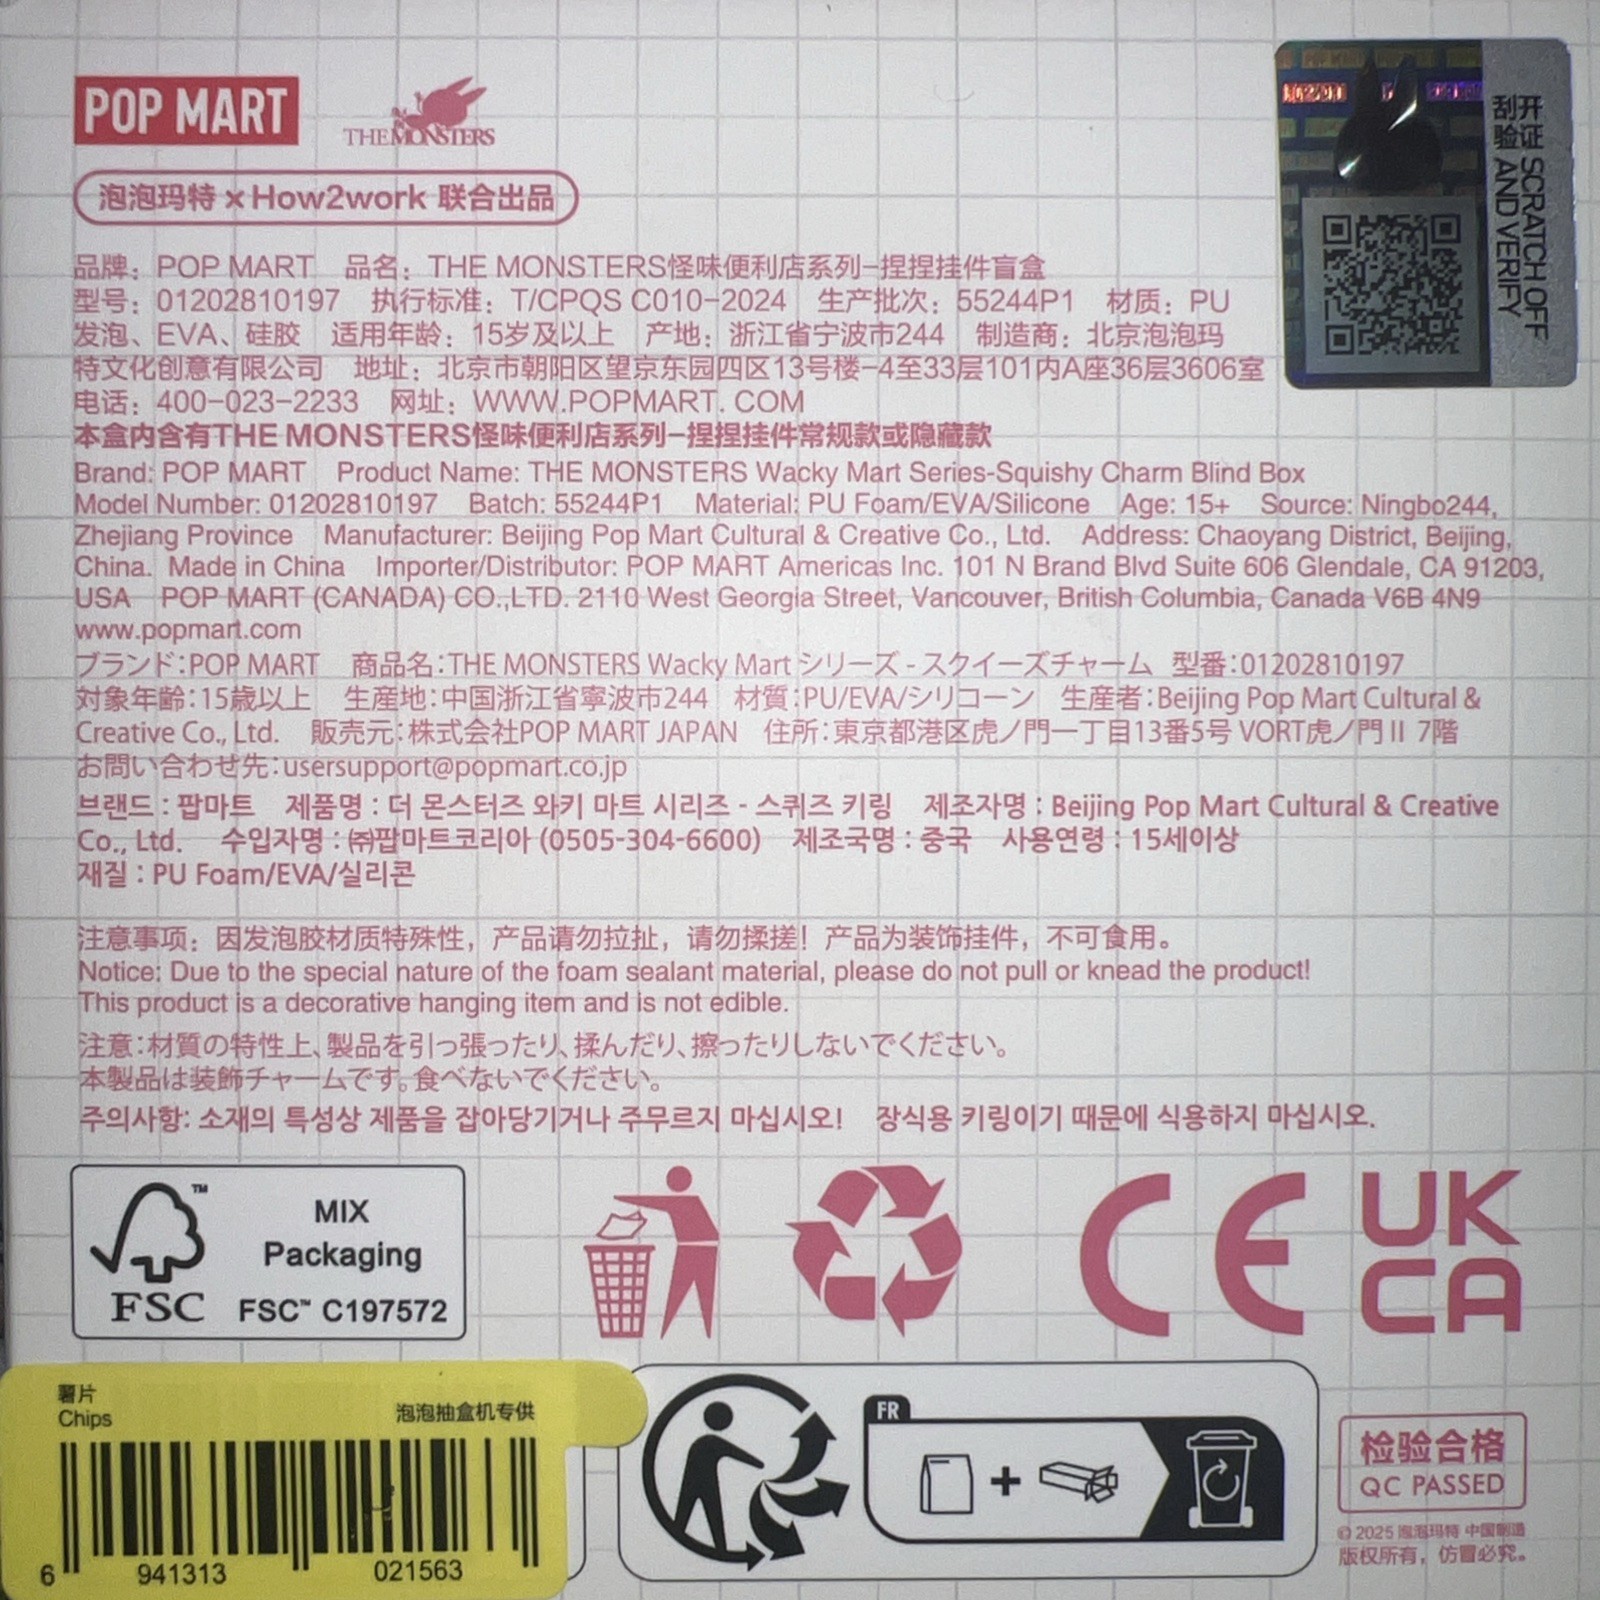 POP MART
THE MONSTERS
泡泡玛特 × How2work 联合出品
开证 SCRATCH OFF
刮验 AND VERIFY
品牌：POP MART 品名：THE MONSTERS怪味便利店系列-捏捏挂件盲盒
型号：01202810197 执行标准：T/CPQS C010-2024 生产批次：55244P1 材质：PU
发泡、EVA、硅胶 适用年龄：15岁及以上 产地：浙江省宁波市244 制造商：北京泡泡玛
特文化创意有限公司 地址：北京市朝阳区望京东园四区13号楼-4至33层101内A座36层3606室
电话：400-023-2233 网址：WWW.POPMART. COM
本盒内含有THE MONSTERS怪味便利店系列-捏捏挂件常规款或隐藏款
Brand: POP MART Product Name: THE MONSTERS Wacky Mart Series-Squishy Charm Blind Box
Model Number: 01202810197 Batch: 55244P1 Material: PU Foam/EVA/Silicone Age: 15+ Source: Ningbo244,
Zhejiang Province Manufacturer: Beijing Pop Mart Cultural & Creative Co., Ltd. Address: Chaoyang District, Beijing,
China. Made in China Importer/Distributor: POP MART Americas Inc. 101 N Brand Blvd Suite 606 Glendale, CA 91203,
USA POP MART (CANADA) CO.,LTD. 2110 West Georgia Street, Vancouver, British Columbia, Canada V6B 4N9
www.popmart.com
ブランド：POP MART 商品名：THE MONSTERS Wacky Mart シリーズ - スクイーズチャーム 型番：01202810197
対象年齢：15歳以上 生産地：中国浙江省寧波市244 材質：PU/EVA/シリコーン 生産者：Beijing Pop Mart Cultural &
Creative Co., Ltd. 販売元：株式会社POP MART JAPAN 住所：東京都港区虎ノ門一丁目13番5号 VORT虎ノ門Ⅱ 7階
お問い合わせ先：usersupport@popmart.co.jp
브랜드 : 팝마트 제품명 : 더 몬스터즈 와키 마트 시리즈 - 스퀴즈 키링 제조자명 : Beijing Pop Mart Cultural & Creative
Co., Ltd. 수입자명 : ㈜팝마트코리아 (0505-304-6600) 제조국명 : 중국 사용연령 : 15세이상
재질 : PU Foam/EVA/실리콘
注意事项：因发泡胶材质特殊性，产品请勿拉扯，请勿揉搓！产品为装饰挂件，不可食用。
Notice: Due to the special nature of the foam sealant material, please do not pull or knead the product!
This product is a decorative hanging item and is not edible.
注意：材質の特性上、製品を引っ張ったり、揉んだり、擦ったりしないでください。
本製品は装飾チャームです。食べないでください。
주의사항: 소재의 특성상 제품을 잡아당기거나 주무르지 마십시오! 장식용 키링이기 때문에 식용하지 마십시오.
FSC™
MIX
Packaging
FSC™ C197572
CE
UK
CA
薯片
Chips
泡泡抽盒机专供
6 941313 021563
FR
检验合格
QC PASSED
© 2025 泡泡玛特 中国制造
版权所有，仿冒必究。